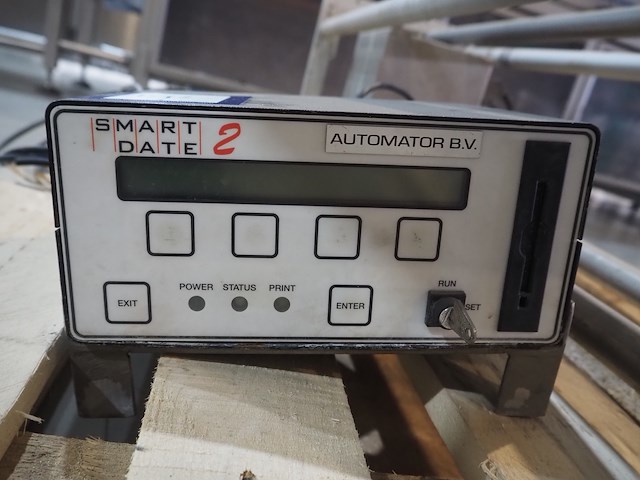 SMART
DATE 2
AUTOMATOR B.V.
EXIT
POWER STATUS PRINT
ENTER
RUN
SET